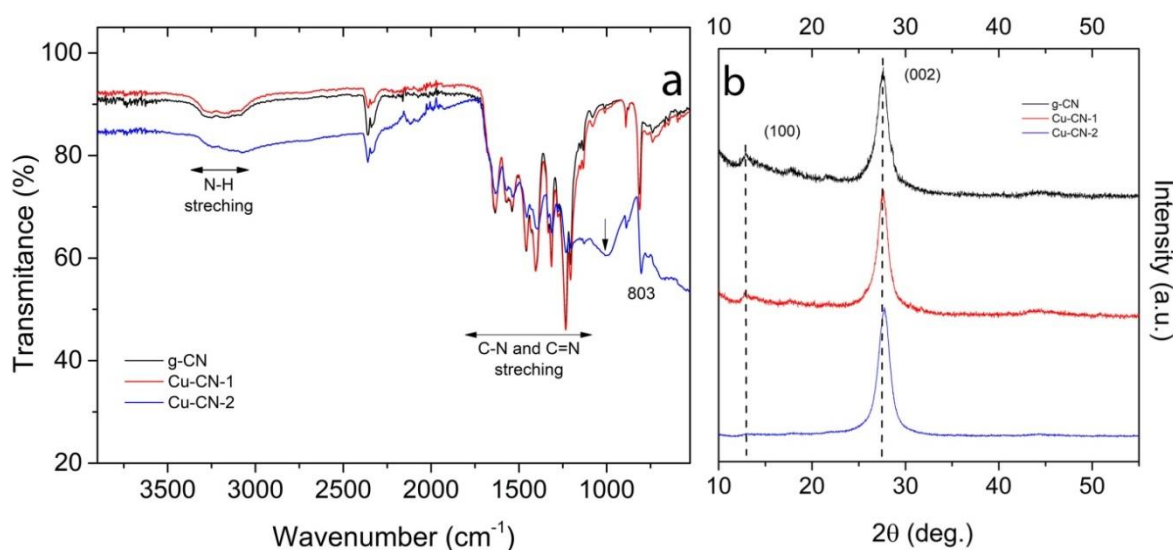 a
100
80
60
40
20
Transmitance (%)
N-H
streching
803
C-N and C=N
streching
g-CN
Cu-CN-1
Cu-CN-2
3500 3000 2500 2000 1500 1000
Wavenumber (cm-1)
10 20 30 40 50
b
(002)
(100)
g-CN
Cu-CN-1
Cu-CN-2
Intensity (a.u.)
10 20 30 40 50
2θ (deg.)